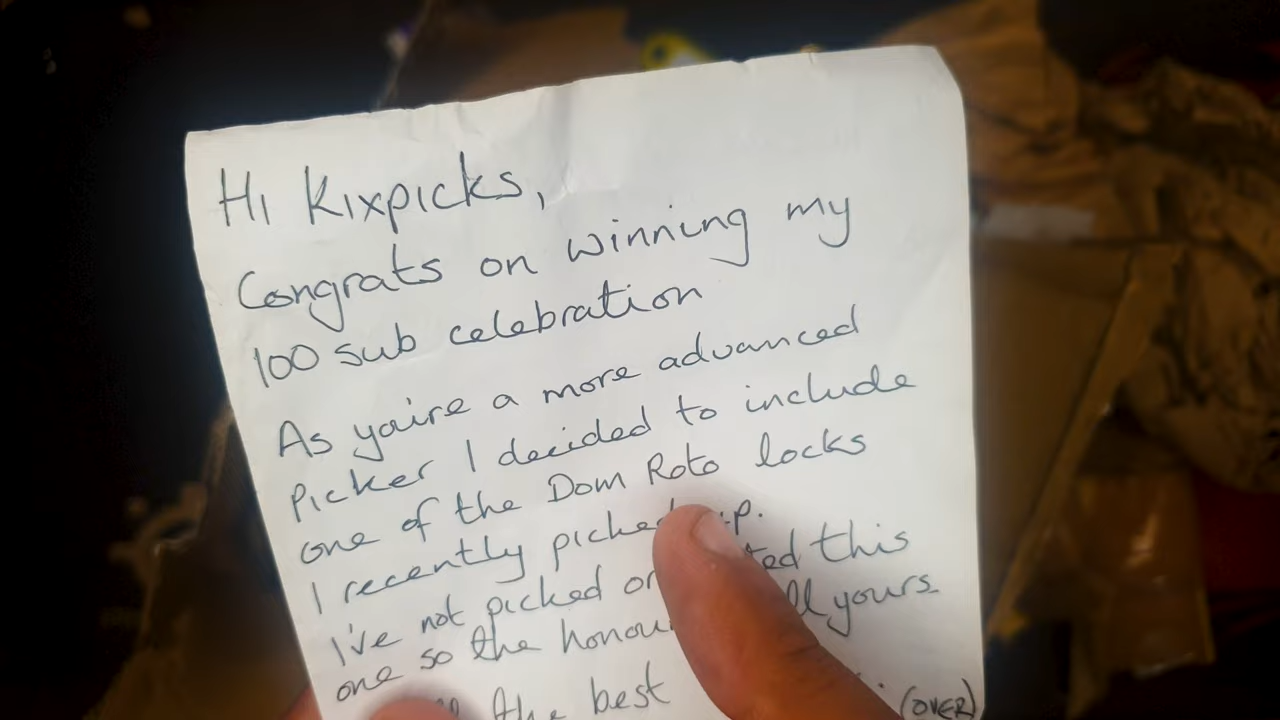 Hi Kixpicks,
Congrats on winning my
100 sub celebration
As you're a more advanced
Picker I decided to include
one of the Dom Roto locks
I recently picked up.
I've not picked or this
one so the yours
the best
(OVER)